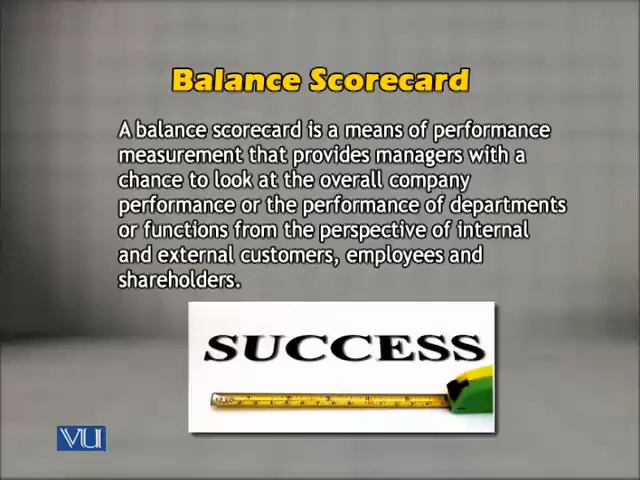 Balance Scorecard
A balance scorecard is a means of performance
measurement that provides managers with a
chance to look at the overall company
performance or the performance of departments
or functions from the perspective of internal
and external customers, employees and
shareholders.
SUCCESS
VU